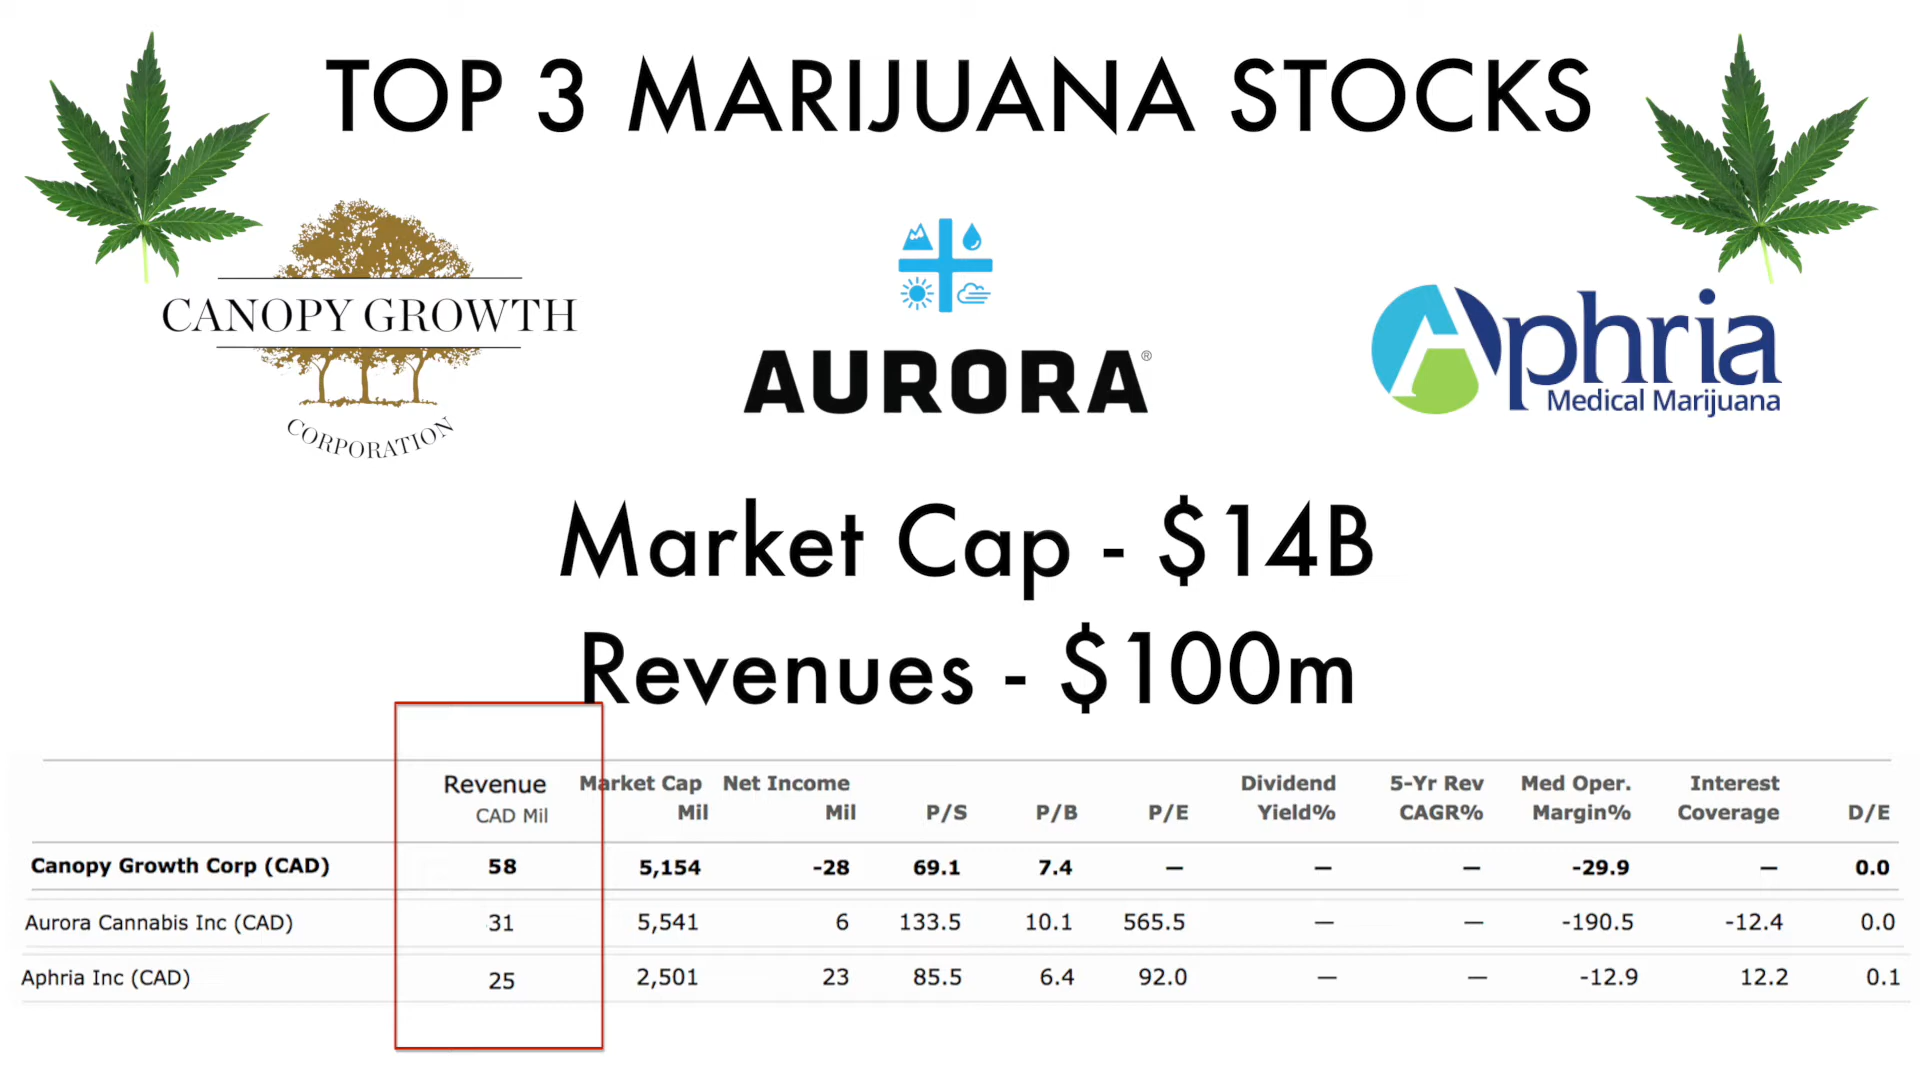 TOP 3 MARIJUANA STOCKS
CANOPY GROWTH
CORPORATION
AURORA®
Aphria
Medical Marijuana
Market Cap - $14B
Revenues - $100m
Revenue Market Cap Net Income Dividend 5-Yr Rev Med Oper. Interest
CAD Mil Mil Mil P/S P/B P/E Yield% CAGR% Margin% Coverage D/E
Canopy Growth Corp (CAD) 58 5,154 -28 69.1 7.4 — — — -29.9 — 0.0
Aurora Cannabis Inc (CAD) 31 5,541 6 133.5 10.1 565.5 — — -190.5 -12.4 0.0
Aphria Inc (CAD) 25 2,501 23 85.5 6.4 92.0 — — -12.9 12.2 0.1